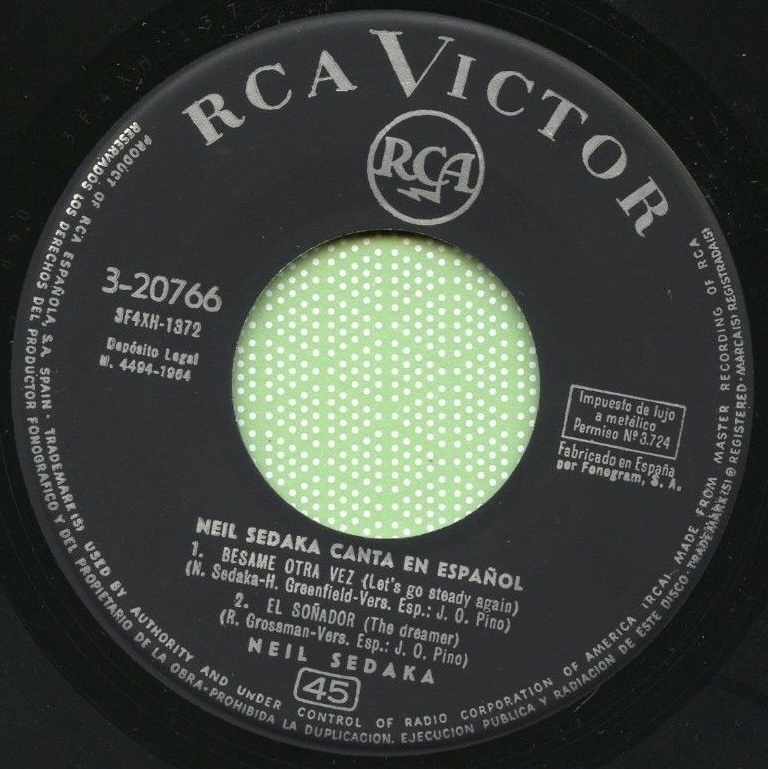 RCA VICTOR
RCA
3-20766
3F4XH-1372
Depósito Legal
M. 4494-1964
Impuesto de lujo
a metálico
Permiso Nº 3.724
Fabricado en España
por Fonogram, S. A.
NEIL SEDAKA CANTA EN ESPAÑOL
1. BESAME OTRA VEZ (Let's go steady again)
(N. Sedaka-H. Greenfield-Vers. Esp.: J. O. Pino)
2. EL SOÑADOR (The dreamer)
(R. Grossman-Vers. Esp.: J. O. Pino)
NEIL SEDAKA
45
PRODUCT OF RCA ESPAÑOLA, S.A. SPAIN · TRADEMARK(S) USED BY AUTHORITY AND UNDER CONTROL OF RADIO CORPORATION OF AMERICA (RCA). MADE FROM MASTER RECORDING OF RCA
RESERVADOS LOS DERECHOS DEL PRODUCTOR FONOGRAFICO Y DEL PROPIETARIO DE LA OBRA · PROHIBIDA LA DUPLICACION. EJECUCION PUBLICA Y RADIACION DE ESTE DISCO · TRADEMARK(S) ® REGISTERED · MARCA(S) REGISTRADA(S)